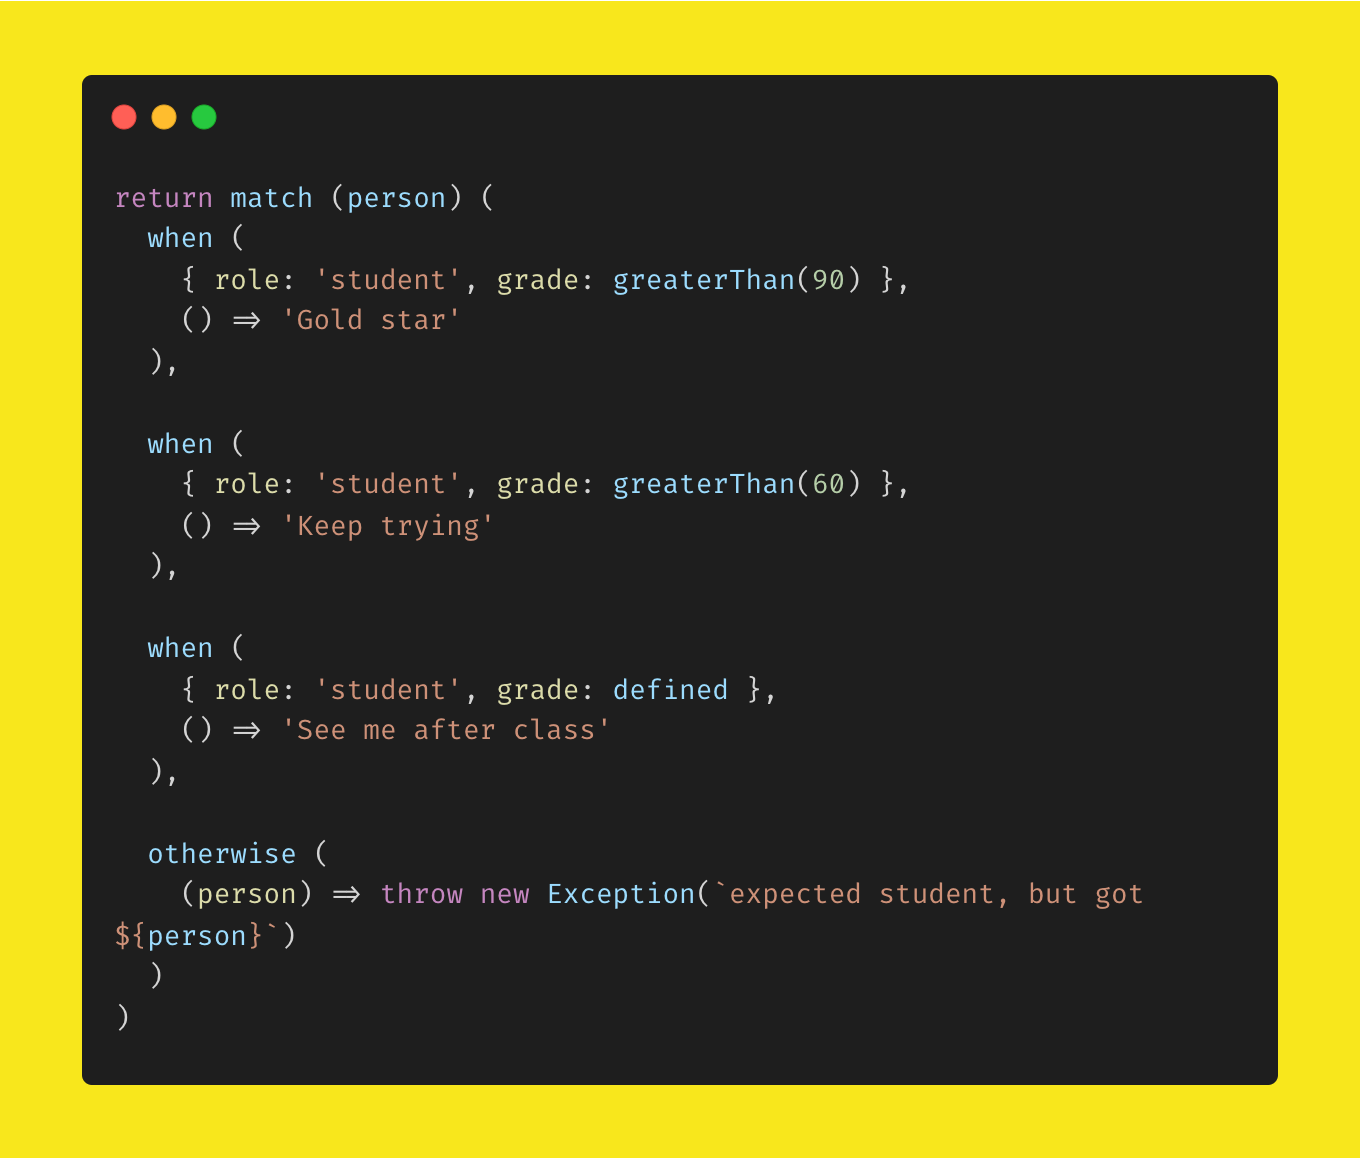 return match (person) (
  when (
    { role: 'student', grade: greaterThan(90) },
    () => 'Gold star'
  ),

  when (
    { role: 'student', grade: greaterThan(60) },
    () => 'Keep trying'
  ),

  when (
    { role: 'student', grade: defined },
    () => 'See me after class'
  ),

  otherwise (
    (person) => throw new Exception(`expected student, but got
${person}`)
  )
)